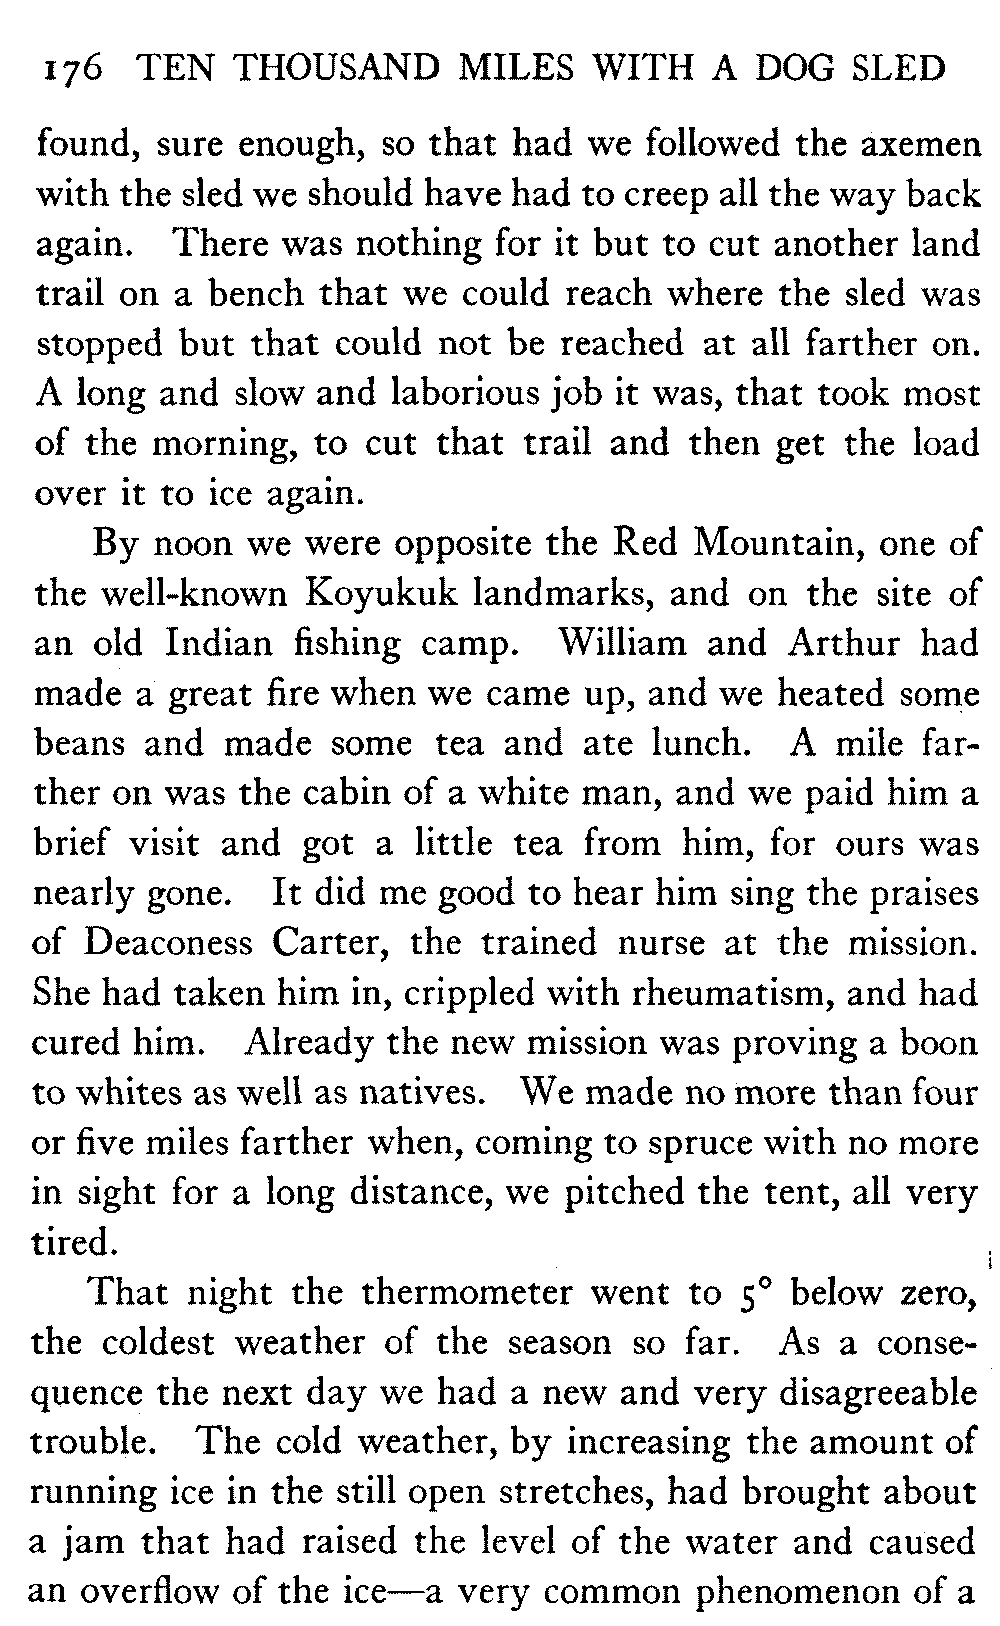 176 TEN THOUSAND MILES WITH A DOG SLED
found, sure enough, so that had we followed the axemen
with the sled we should have had to creep all the way back
again. There was nothing for it but to cut another land
trail on a bench that we could reach where the sled was
stopped but that could not be reached at all farther on.
A long and slow and laborious job it was, that took most
of the morning, to cut that trail and then get the load
over it to ice again.
By noon we were opposite the Red Mountain, one of
the well-known Koyukuk landmarks, and on the site of
an old Indian fishing camp. William and Arthur had
made a great fire when we came up, and we heated some
beans and made some tea and ate lunch. A mile far-
ther on was the cabin of a white man, and we paid him a
brief visit and got a little tea from him, for ours was
nearly gone. It did me good to hear him sing the praises
of Deaconess Carter, the trained nurse at the mission.
She had taken him in, crippled with rheumatism, and had
cured him. Already the new mission was proving a boon
to whites as well as natives. We made no more than four
or five miles farther when, coming to spruce with no more
in sight for a long distance, we pitched the tent, all very
tired.
That night the thermometer went to 5° below zero,
the coldest weather of the season so far. As a conse-
quence the next day we had a new and very disagreeable
trouble. The cold weather, by increasing the amount of
running ice in the still open stretches, had brought about
a jam that had raised the level of the water and caused
an overflow of the ice—a very common phenomenon of a